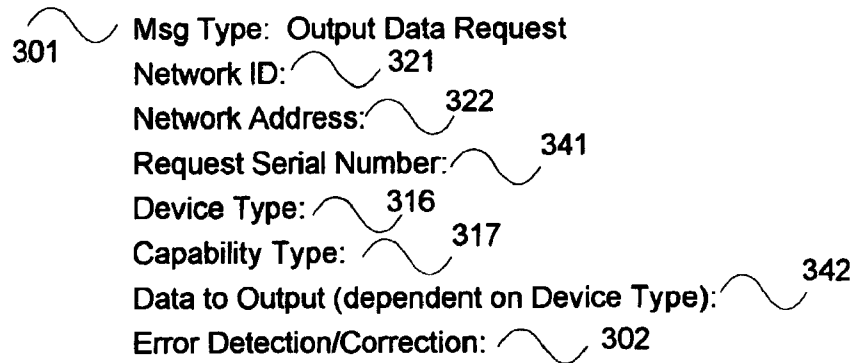 301 Msg Type: Output Data Request
Network ID: 321
Network Address: 322
Request Serial Number: 341
Device Type: 316
Capability Type: 317
Data to Output (dependent on Device Type): 342
Error Detection/Correction: 302